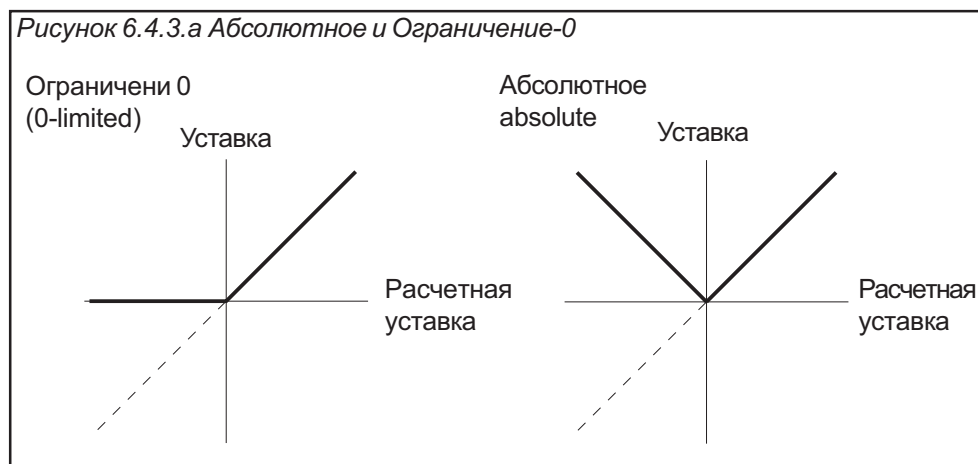 Рисунок 6.4.3.а Абсолютное и Ограничение-0
Ограничени 0
(0-limited)
Уставка
Расчетная
уставка
Абсолютное
absolute
Уставка
Расчетная
уставка